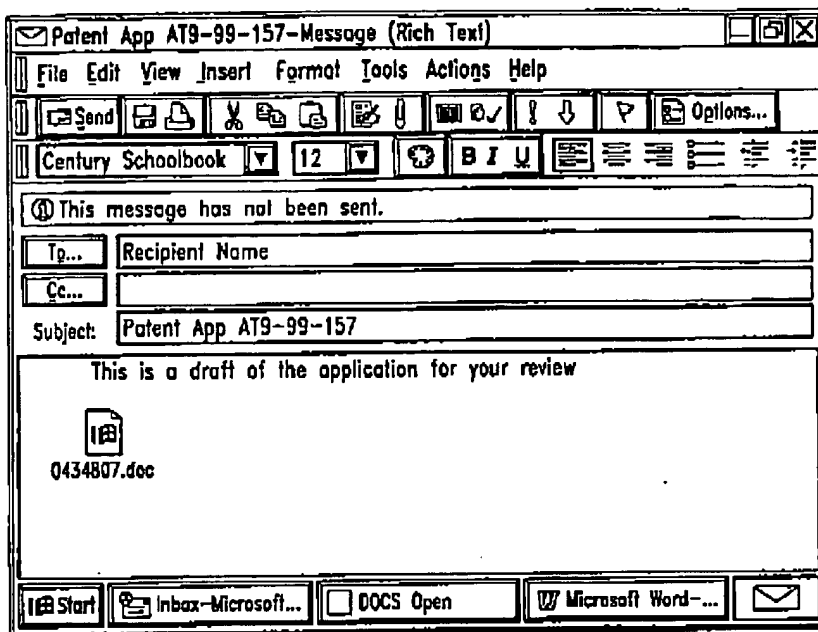 Patent App AT9-99-157-Message (Rich Text)
File Edit View Insert Format Tools Actions Help
Send Options...
Century Schoolbook 12 B I U
This message has not been sent.
To... Recipient Name
Cc...
Subject: Patent App AT9-99-157
This is a draft of the application for your review
0434807.doc
Start Inbox-Microsoft... DOCS Open W Microsoft Word-...